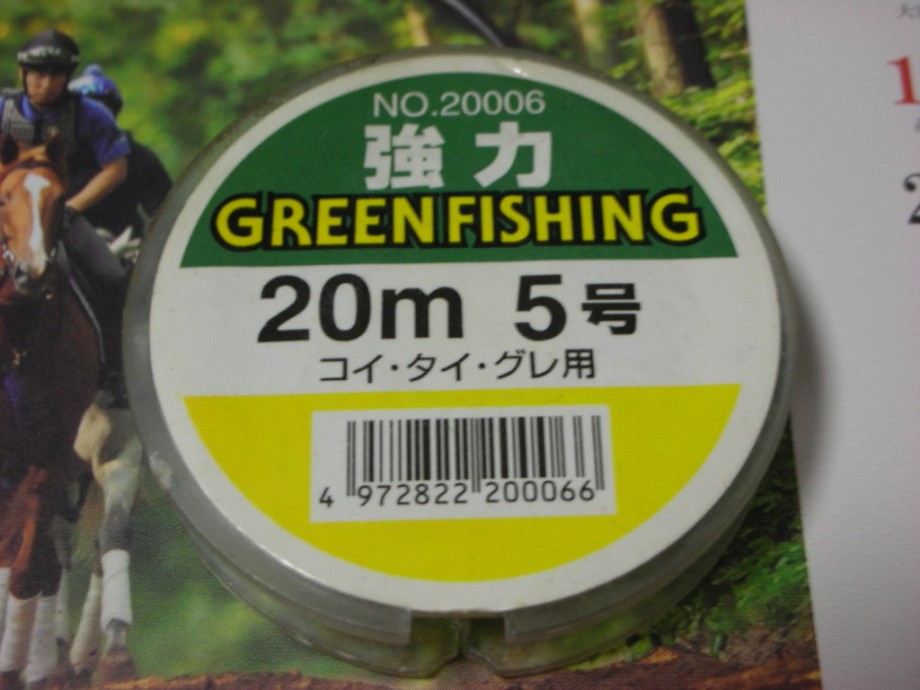 NO.20006
強力
GREEN FISHING
20m 5号
コイ・タイ・グレ用
4 972822 200066